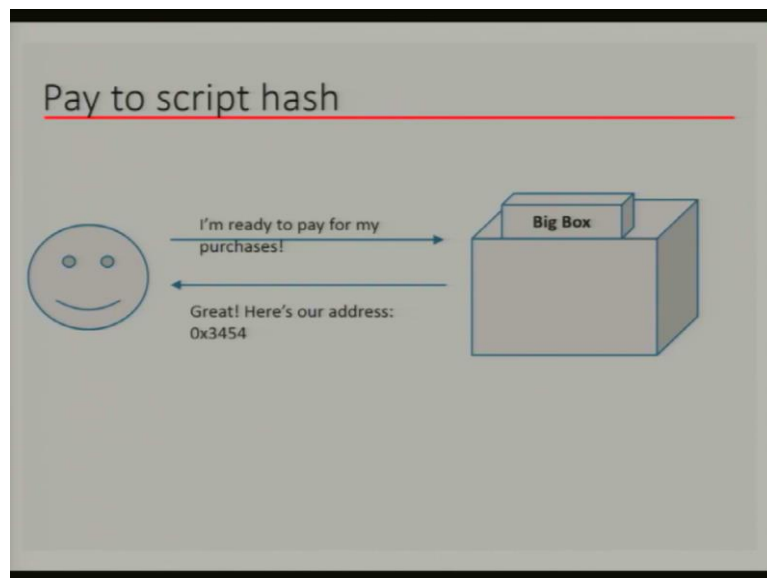 Pay to script hash
I'm ready to pay for my
purchases!
Big Box
Great! Here's our address:
0x3454